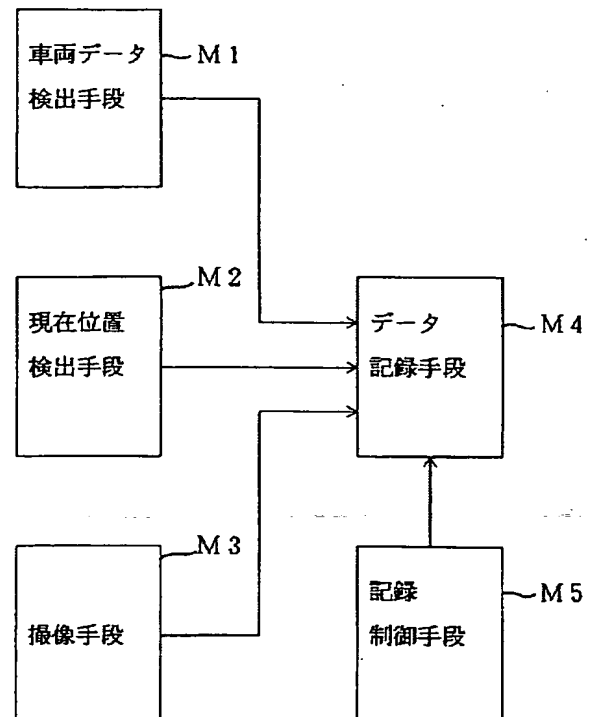 車両データ
検出手段
M1
現在位置
検出手段
M2
撮像手段
M3
データ
記録手段
M4
記録
制御手段
M5